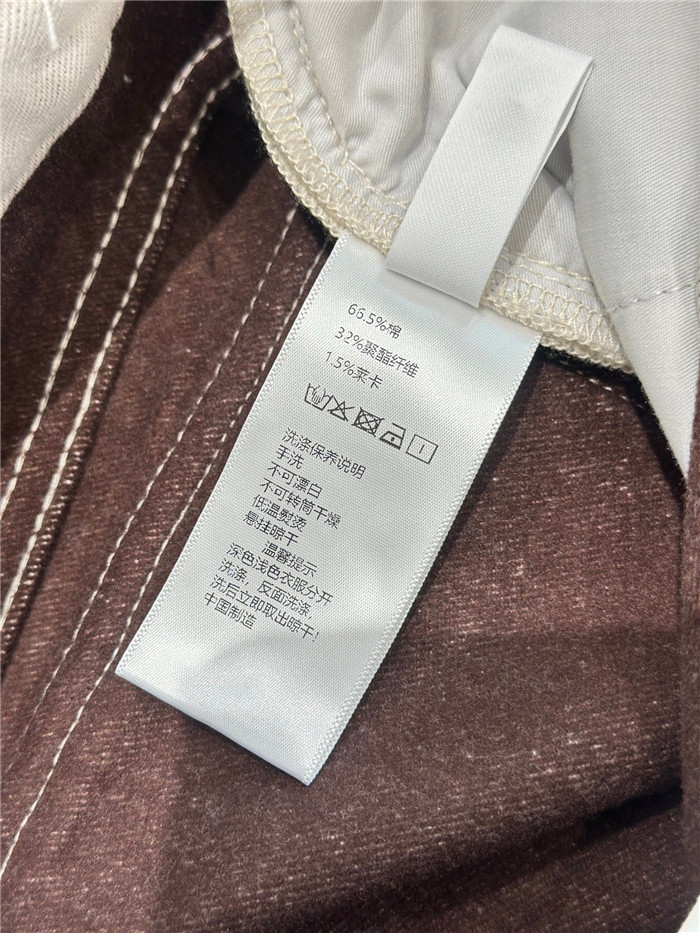 66.5%棉
32%聚酯纤维
1.5%莱卡
洗涤保养说明
手洗
不可漂白
不可转筒干燥
低温熨烫
悬挂晾干
温馨提示
深色浅色衣服分开
洗涤，反面洗涤，
洗后立即取出晾干！
中国制造